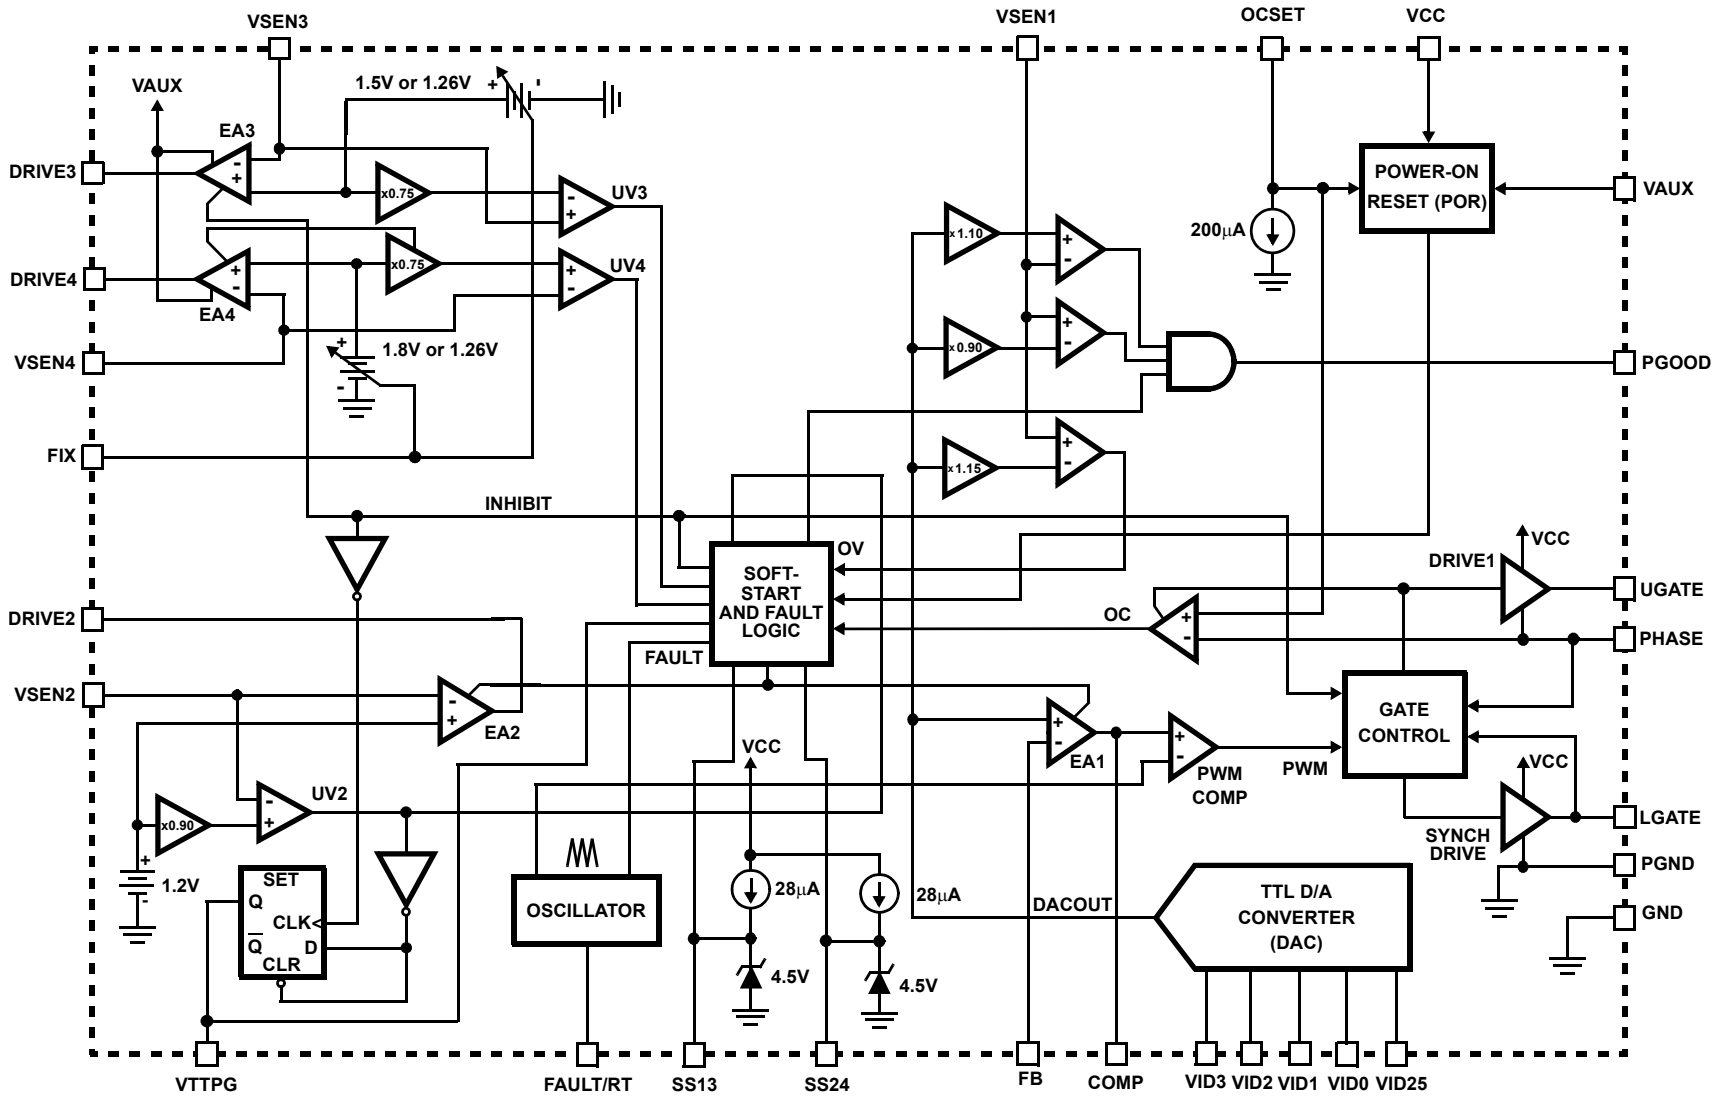 VSEN3
VSEN1
OCSET
VCC
VAUX
1.5V or 1.26V
+
-
EA3
-
+
DRIVE3
x0.75
-
+
UV3
POWER-ON
RESET (POR)
VAUX
200µA
x1.10
+
-
DRIVE4
+
-
EA4
x0.75
+
-
UV4
VSEN4
+
1.8V or 1.26V
-
x0.90
+
-
PGOOD
FIX
x1.15
+
-
INHIBIT
OV
SOFT-
START
AND FAULT
LOGIC
VCC
DRIVE1
UGATE
DRIVE2
OC
+
-
PHASE
FAULT
VSEN2
-
+
EA2
+
-
EA1
+
-
PWM
COMP
PWM
GATE
CONTROL
VCC
VCC
UV2
-
+
x0.90
LGATE
SYNCH
DRIVE
+
1.2V
-
SET
Q
CLK
Q
D
CLR
OSCILLATOR
28µA
28µA
4.5V
4.5V
DACOUT
TTL D/A
CONVERTER
(DAC)
PGND
GND
VTTPG
FAULT/RT
SS13
SS24
FB
COMP
VID3
VID2
VID1
VID0
VID25